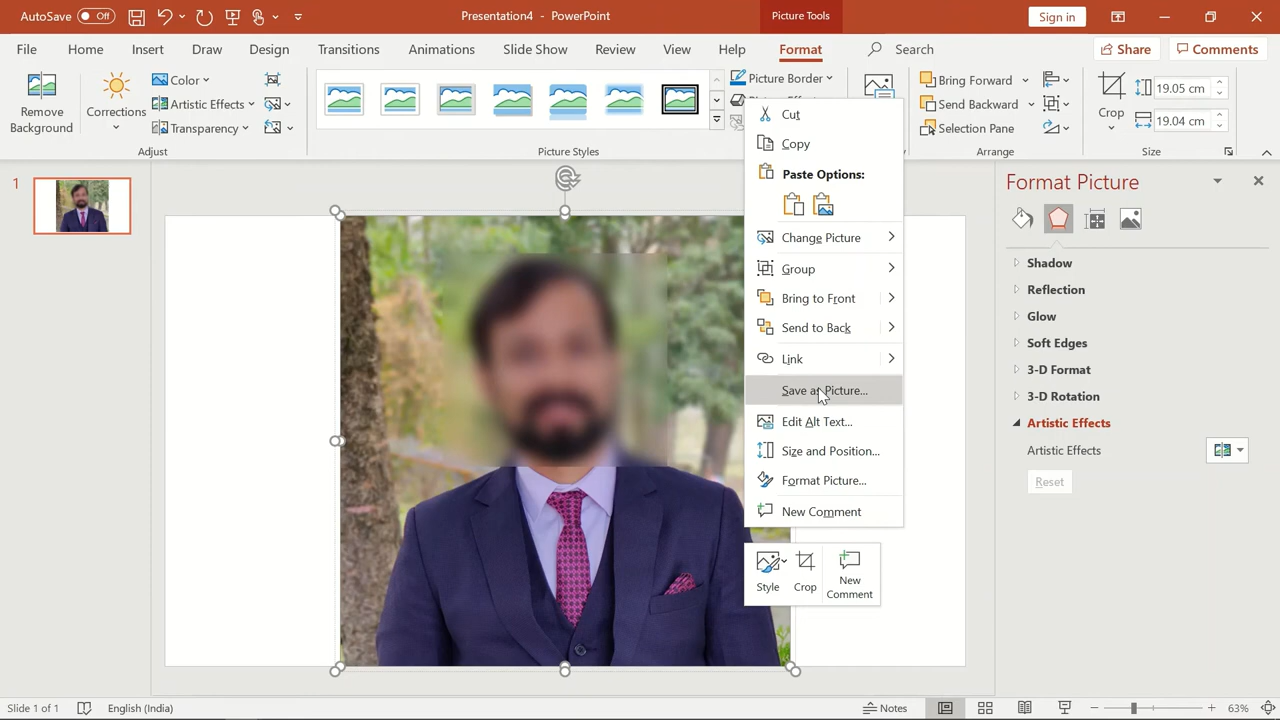 AutoSave Off
Presentation4 - PowerPoint
Picture Tools
Sign in
File Home Insert Draw Design Transitions Animations Slide Show Review View Help Format Search
Share Comments
Remove Background
Corrections
Color
Artistic Effects
Transparency
Adjust
Picture Styles
Picture Border
Crop
Bring Forward
Send Backward
Selection Pane
Arrange
19.05 cm
19.04 cm
Size
Cut
Copy
Paste Options:
Change Picture
Group
Bring to Front
Send to Back
Link
Save as Picture...
Edit Alt Text...
Size and Position...
Format Picture...
New Comment
Style
Crop
New Comment
1
Format Picture
Shadow
Reflection
Glow
Soft Edges
3-D Format
3-D Rotation
Artistic Effects
Artistic Effects
Reset
Slide 1 of 1
English (India)
Notes
63%